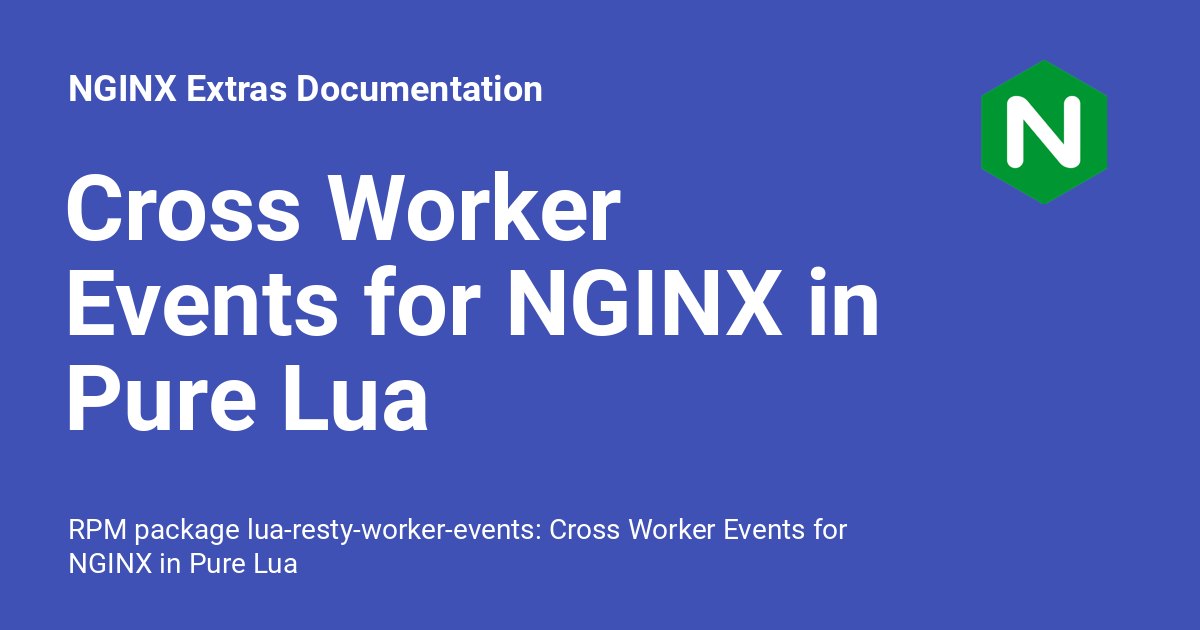 NGINX Extras Documentation
Cross Worker
Events for NGINX in
Pure Lua
RPM package lua-resty-worker-events: Cross Worker Events for
NGINX in Pure Lua